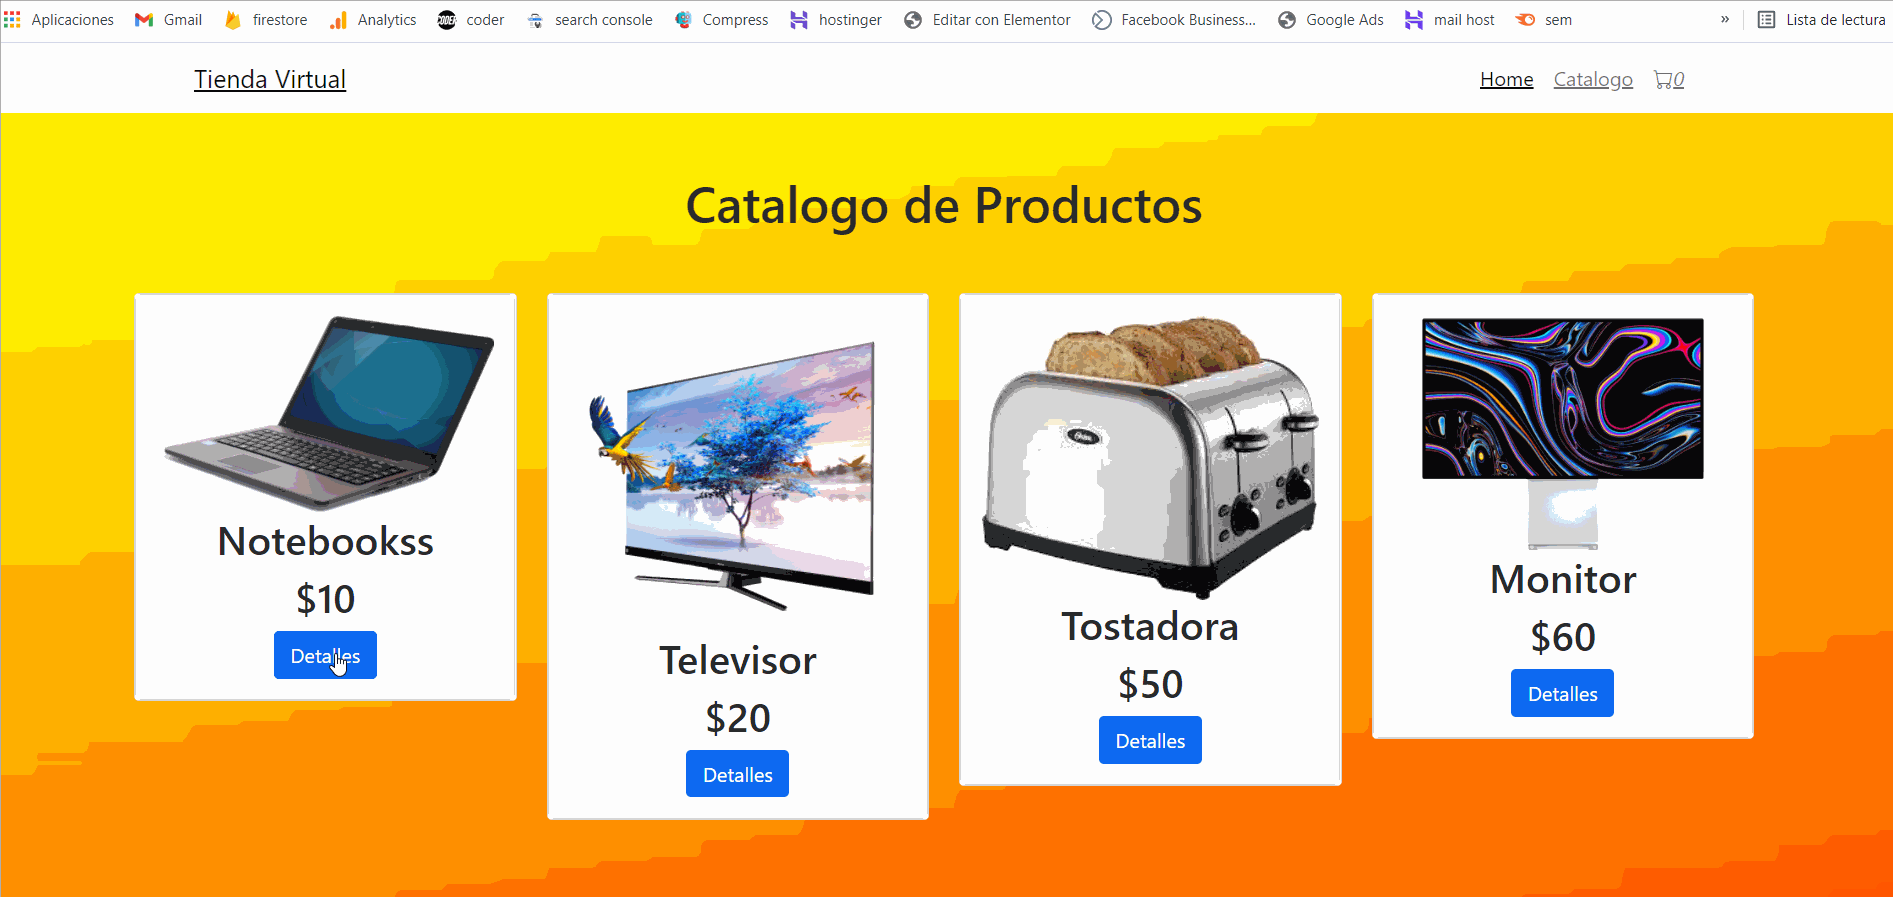 Aplicaciones Gmail firestore Analytics coder search console Compress hostinger Editar con Elementor Facebook Business... Google Ads mail host sem » Lista de lectura
Tienda Virtual Home Catalogo 0
Catalogo de Productos
Notebookss
$10
Detalles
Televisor
$20
Detalles
Tostadora
$50
Detalles
Monitor
$60
Detalles